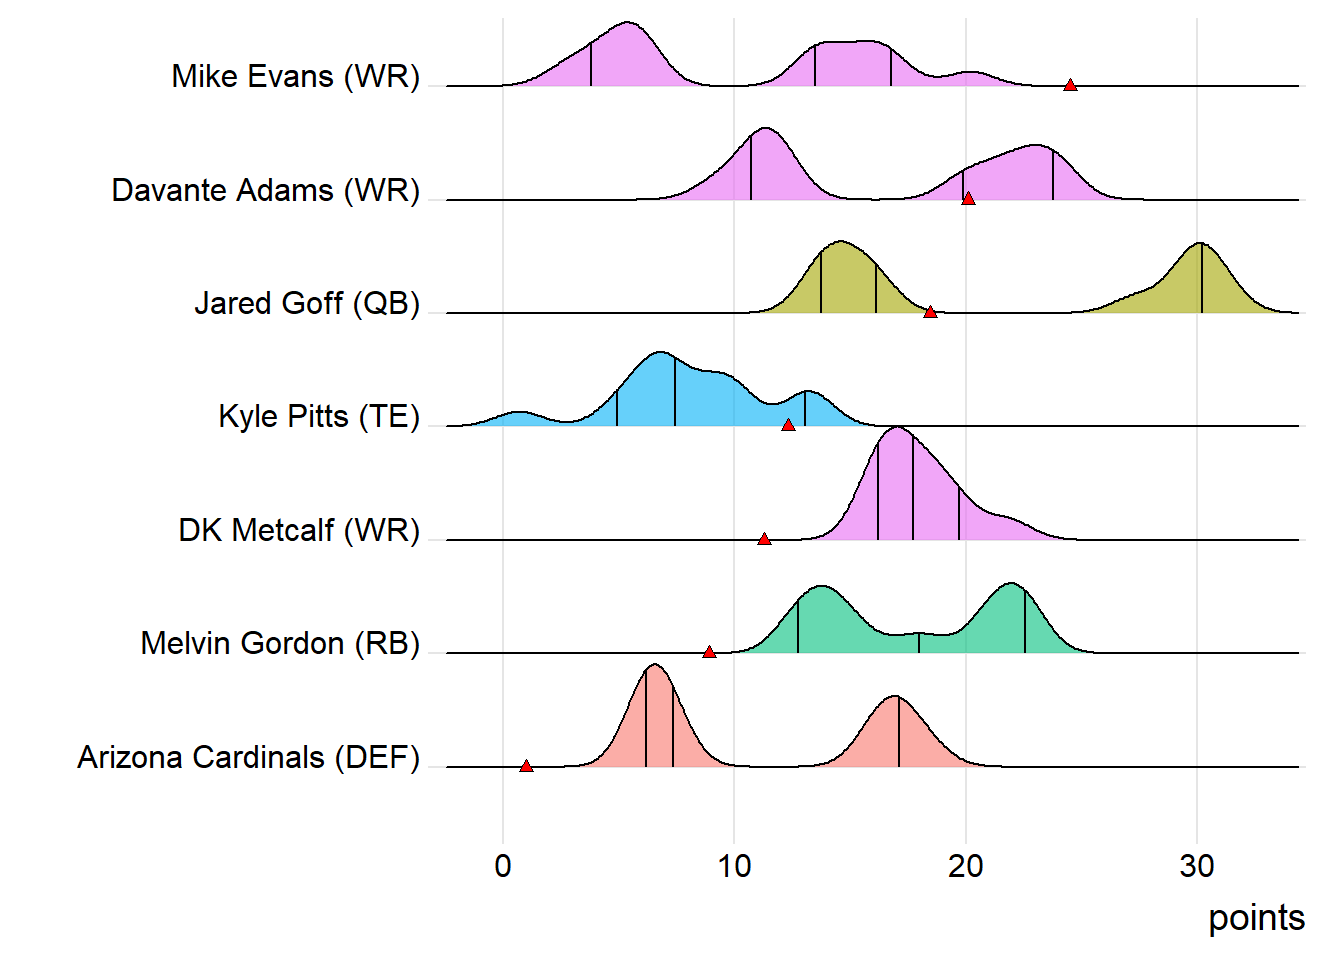 Mike Evans (WR)
Davante Adams (WR)
Jared Goff (QB)
Kyle Pitts (TE)
DK Metcalf (WR)
Melvin Gordon (RB)
Arizona Cardinals (DEF)
0 10 20 30
points